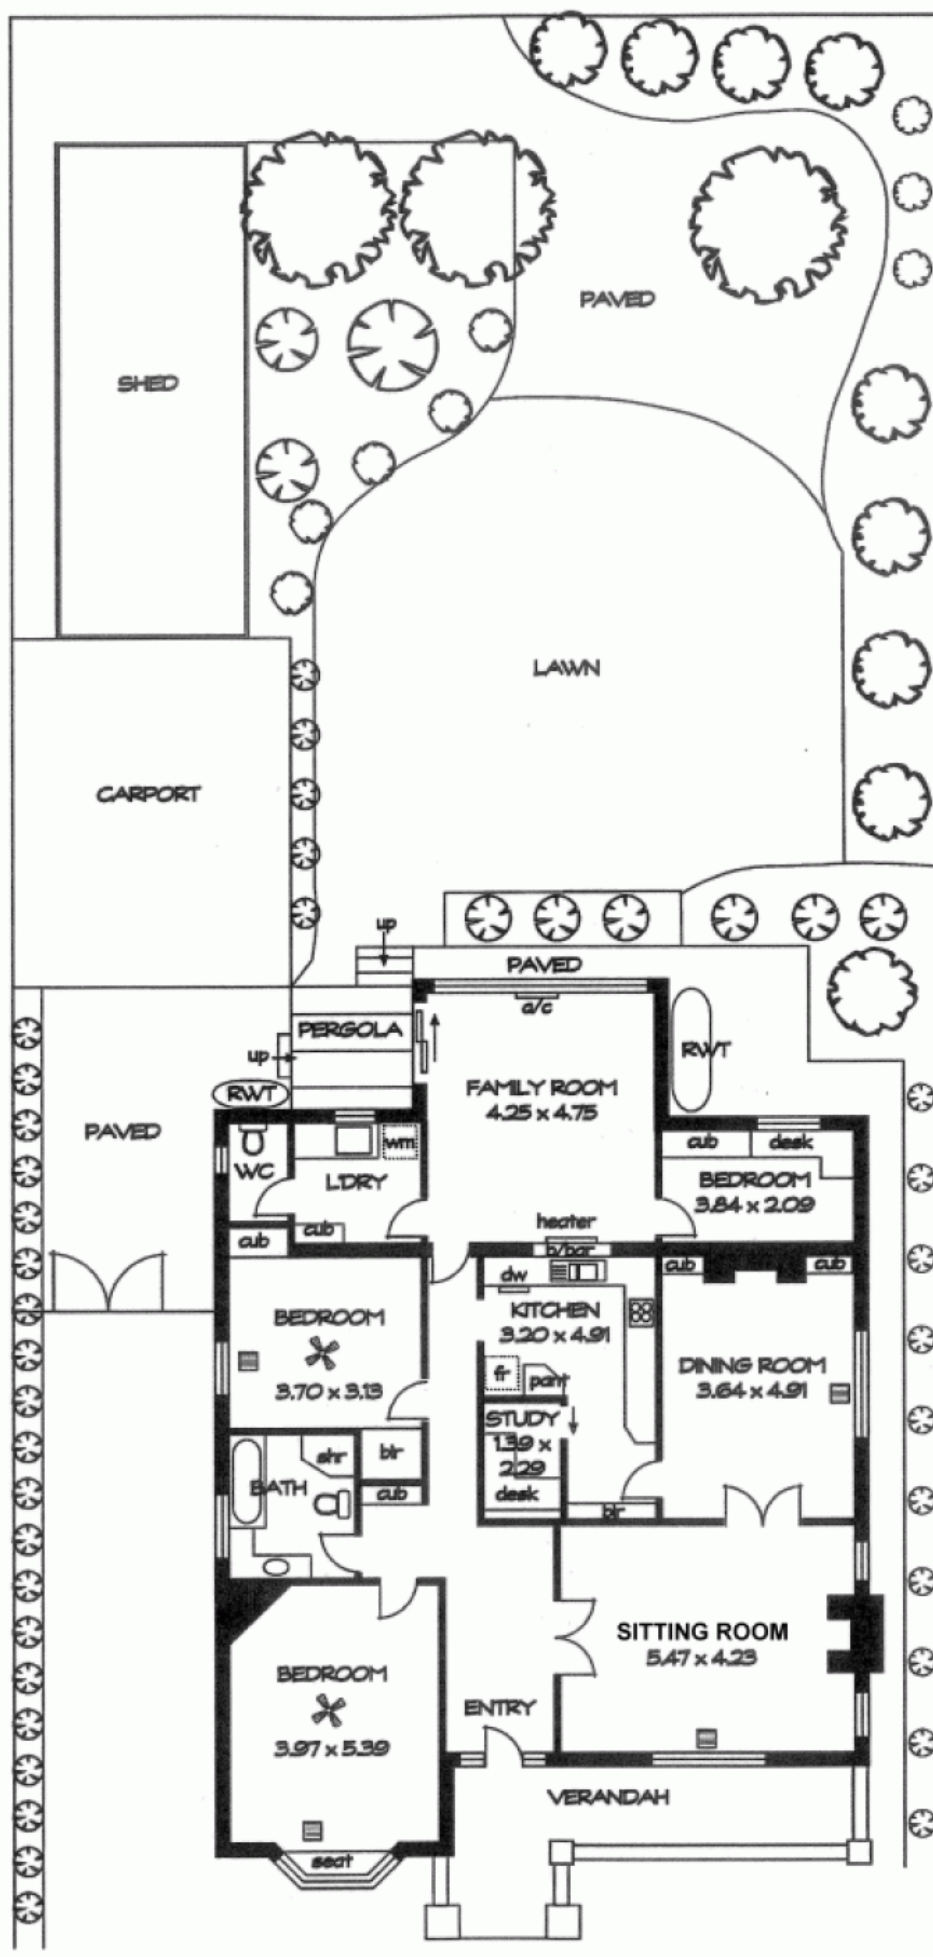 PAVED
SHED
LAWN
CARPORT
up
PAVED
a/c
PERGOLA
up
RWT
RWT
FAMILY ROOM
4.25 x 4.75
PAVED
WC
wm
L'DRY
cub
cub
cub
desk
BEDROOM
3.84 x 2.09
heater
b/bar
dw
KITCHEN
3.20 x 4.91
fr
pant
cub
cub
DINING ROOM
3.64 x 4.91
BEDROOM
3.70 x 3.13
STUDY
1.39 x
2.29
desk
blr
shr
BATH
blr
cub
SITTING ROOM
5.47 x 4.23
BEDROOM
3.97 x 5.39
ENTRY
VERANDAH
seat